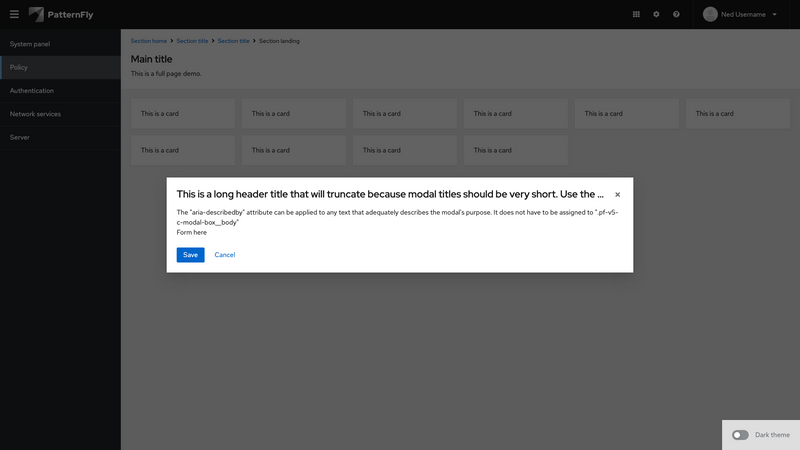 PatternFly
Ned Username
System panel
Policy
Authentication
Network services
Server
Section home > Section title > Section title > Section landing
Main title
This is a full page demo.
This is a card This is a card This is a card This is a card This is a card This is a card
This is a card This is a card This is a card This is a card
This is a long header title that will truncate because modal titles should be very short. Use the ...
The "aria-describedby" attribute can be applied to any text that adequately describes the modal's purpose. It does not have to be assigned to ".pf-v5-
c-modal-box__body"
Form here
Save Cancel
Dark theme